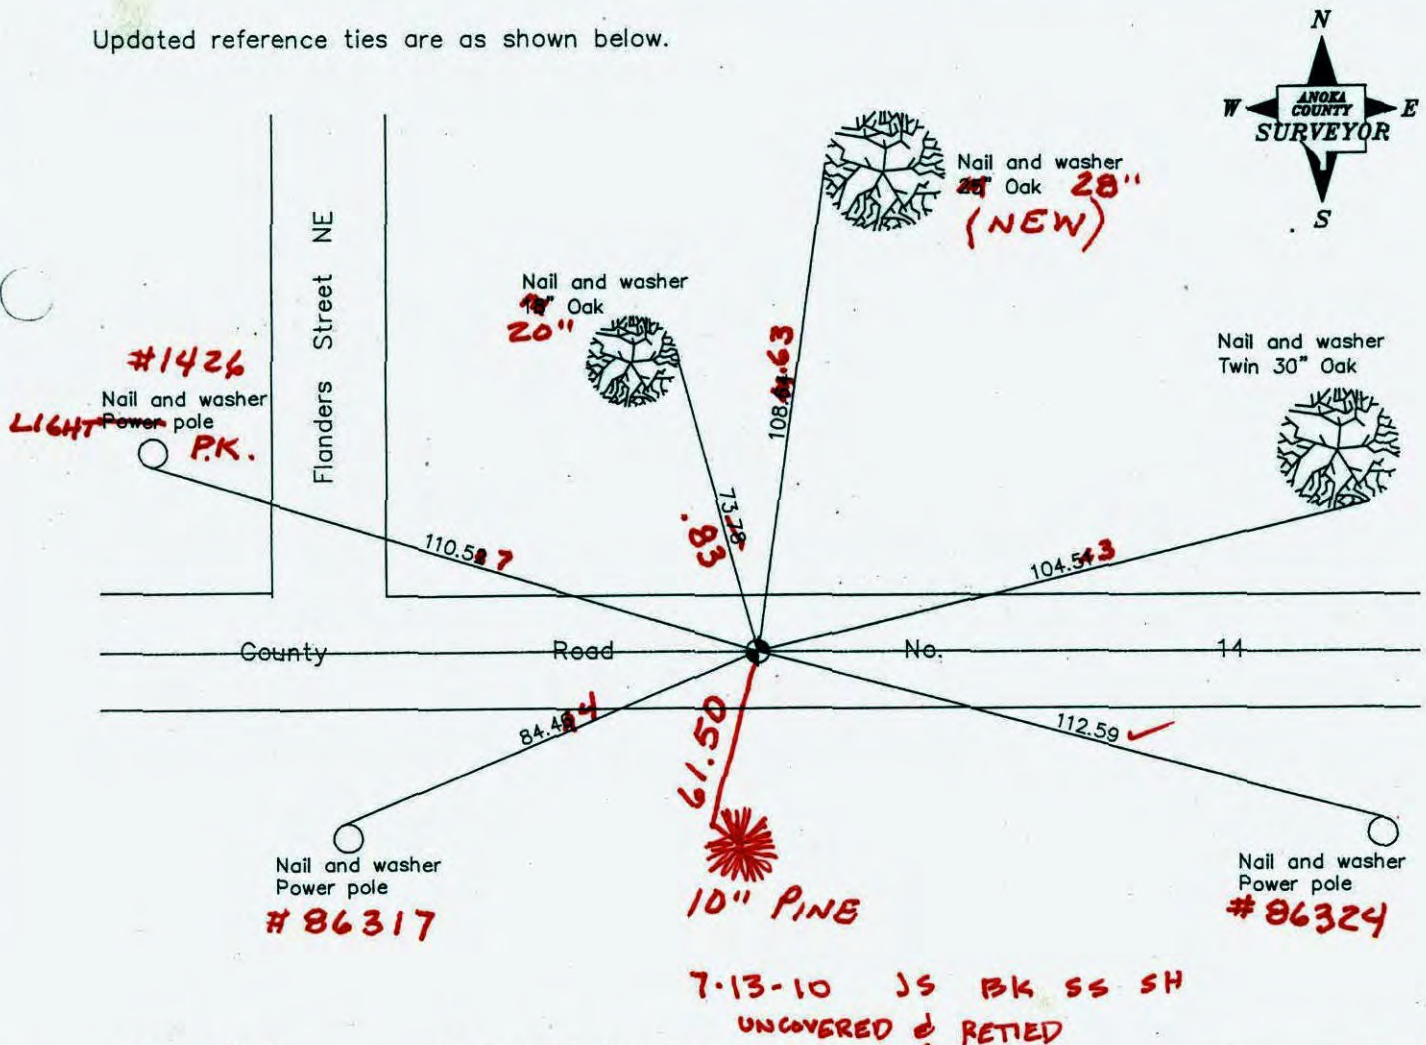 Updated reference ties are as shown below.
N
W
ANOKA
COUNTY
E
SURVEYOR
S
Nail and washer
Oak 28"
(NEW)
Flanders Street NE
Nail and washer
18" Oak
20"
108. .63
Nail and washer
Twin 30" Oak
#1426
Nail and washer
LIGHT Power pole
P.K.
73.78
.83
110.5 7
104.5 3
County Road No. 14
84.4 4
61.50
112.59
Nail and washer
Power pole
#86317
10" PINE
Nail and washer
Power pole
#86324
7-13-10 JS BK SS SH
UNCOVERED & RETIED